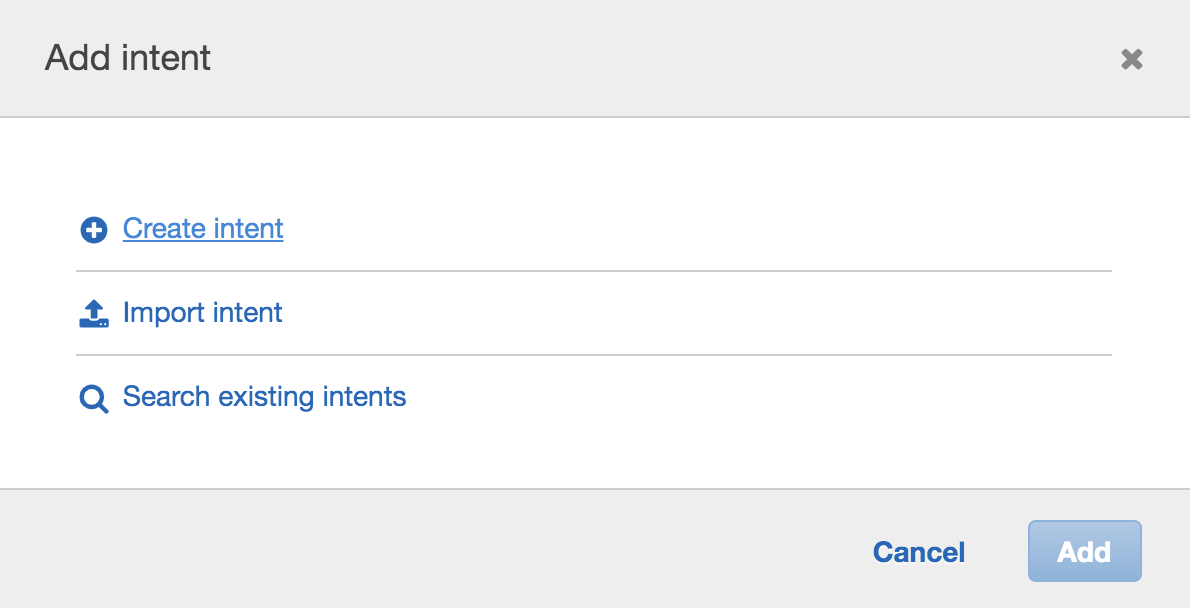 Add intent
Create intent
Import intent
Search existing intents
Cancel
Add